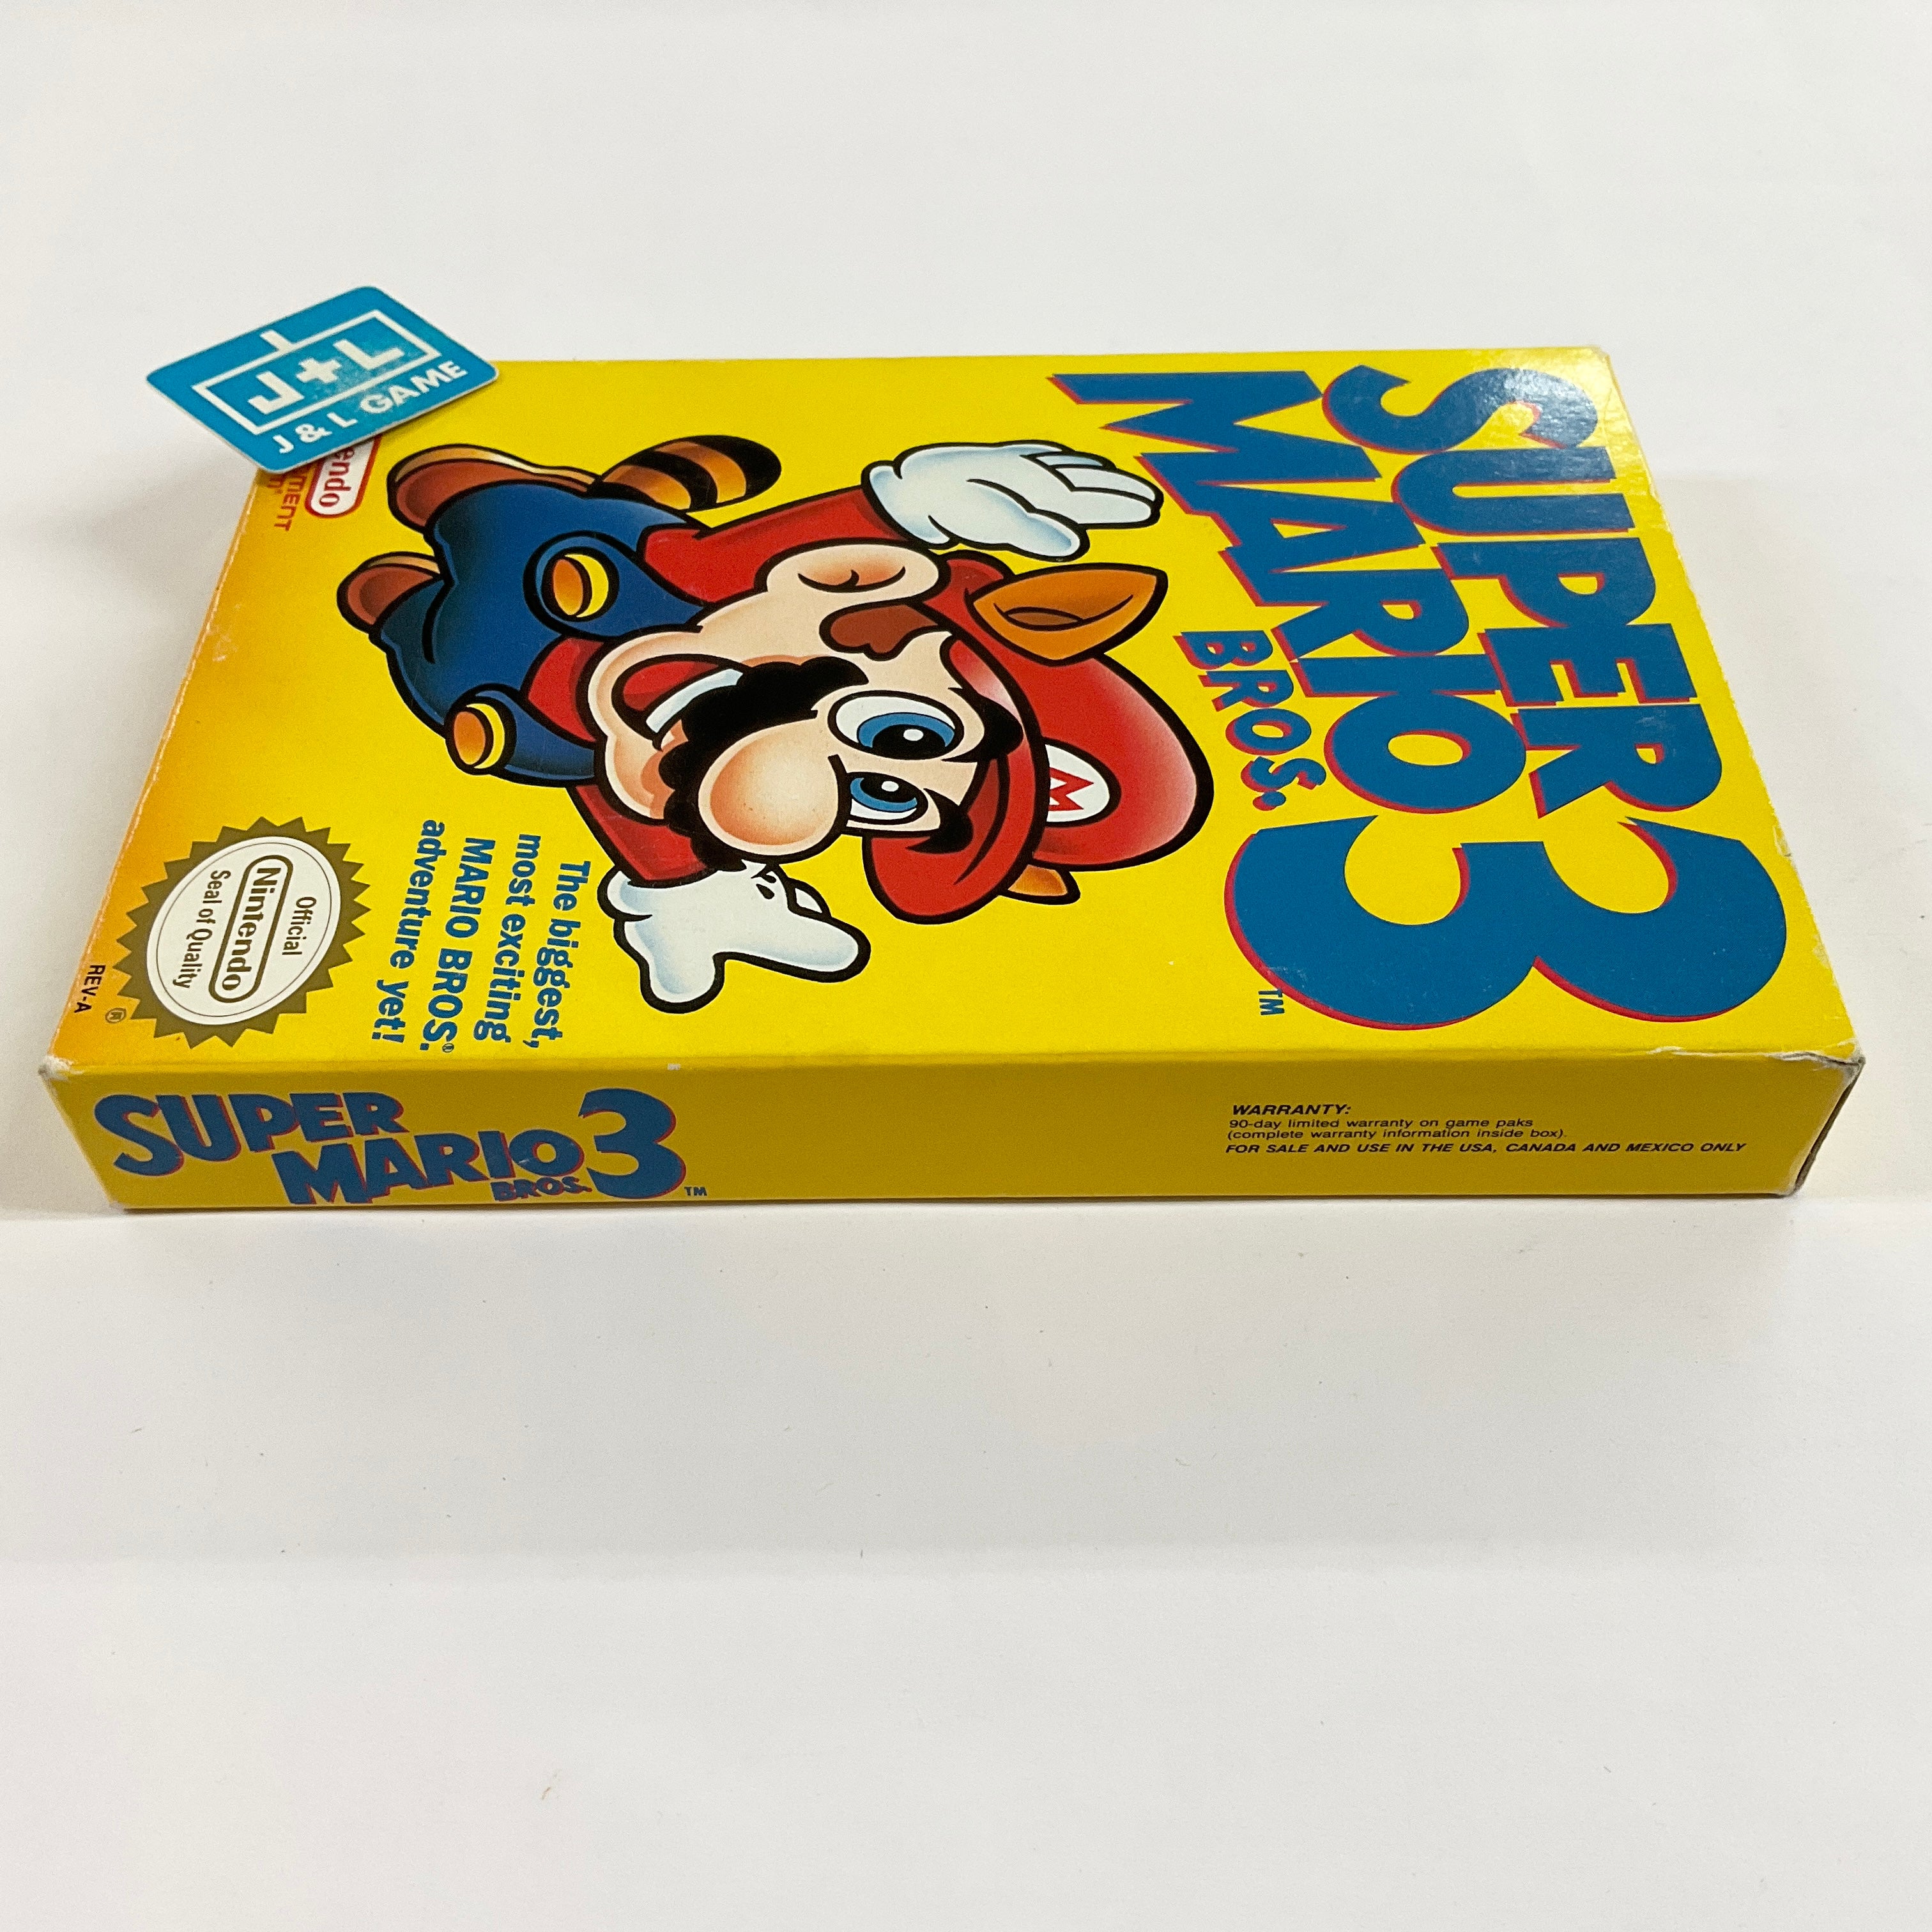 J+L
J & L GAME
SUPER
MARIO
BROS.
3
TM
M
The biggest,
most exciting
MARIO BROS.®
adventure yet!
Official
Nintendo
Seal of Quality
®
REV-A
SUPER
MARIO
BROS.
3
TM
WARRANTY:
90-day limited warranty on game paks
(complete warranty information inside box).
FOR SALE AND USE IN THE USA, CANADA AND MEXICO ONLY